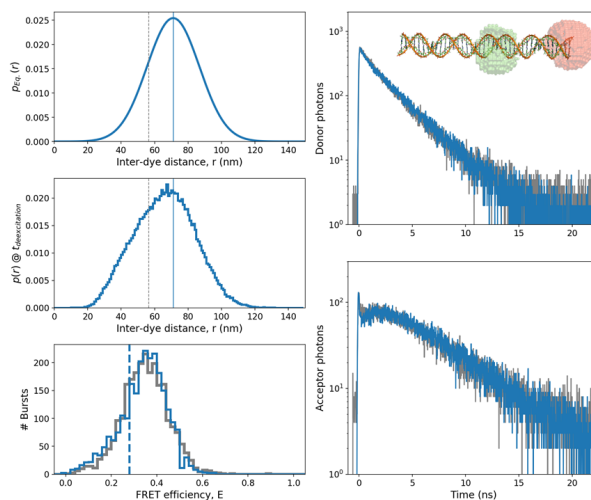 0.025
0.020
0.015
0.010
0.005
0.000
p_Eq.(r)
0 20 40 60 80 100 120 140
Inter-dye distance, r (nm)
0.020
0.015
0.010
0.005
0.000
p(r) @ t_deexcitation
0 20 40 60 80 100 120 140
Inter-dye distance, r (nm)
200
150
100
50
0
# Bursts
0.0 0.2 0.4 0.6 0.8 1.0
FRET efficiency, E
10³
10²
10¹
10⁰
Donor photons
0 5 10 15 20
10²
10¹
10⁰
Acceptor photons
0 5 10 15 20
Time (ns)